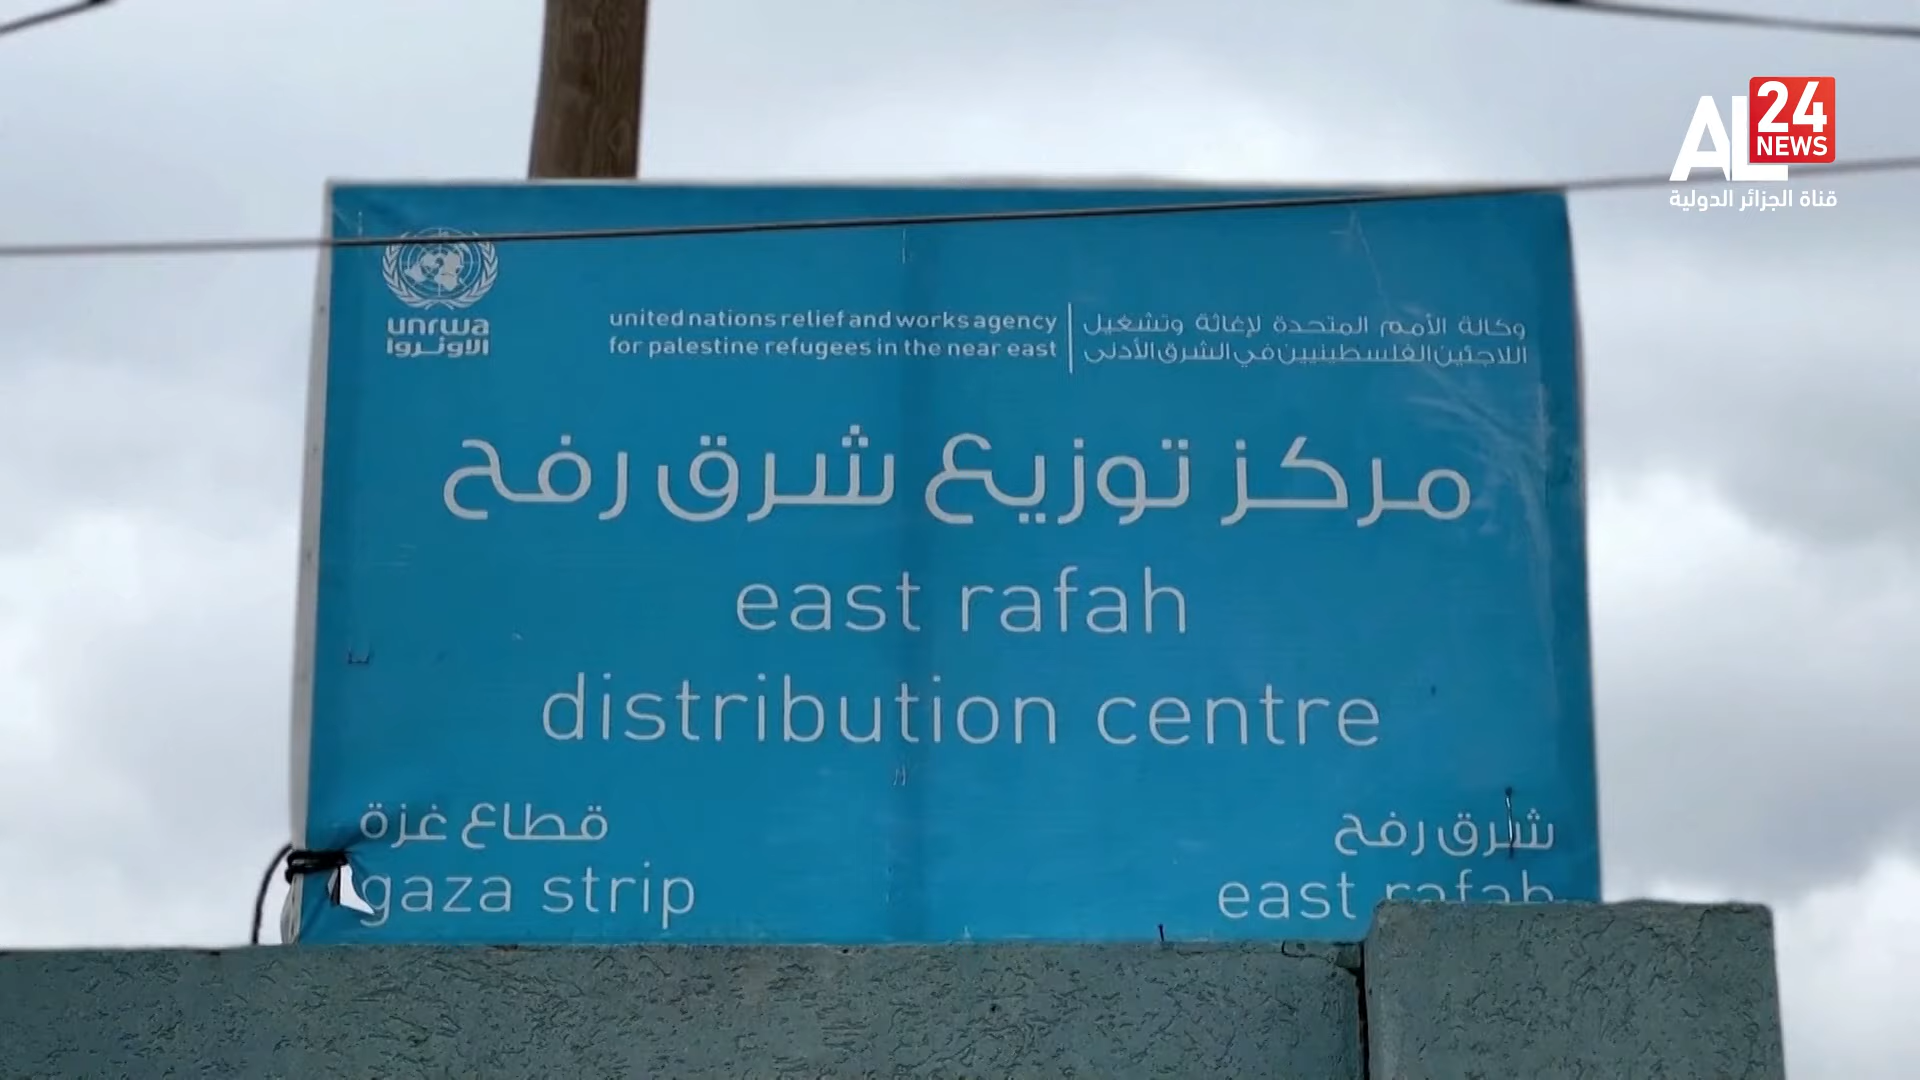 AL 24 NEWS
قناة الجزائر الدولية
unrwa
الاونروا
united nations relief and works agency
for palestine refugees in the near east
وكالة الأمم المتحدة لإغاثة وتشغيل
اللاجئين الفلسطينيين في الشرق الأدنى
مركز توزيع شرق رفح
east rafah
distribution centre
قطاع غزة
gaza strip
شرق رفح
east rafah